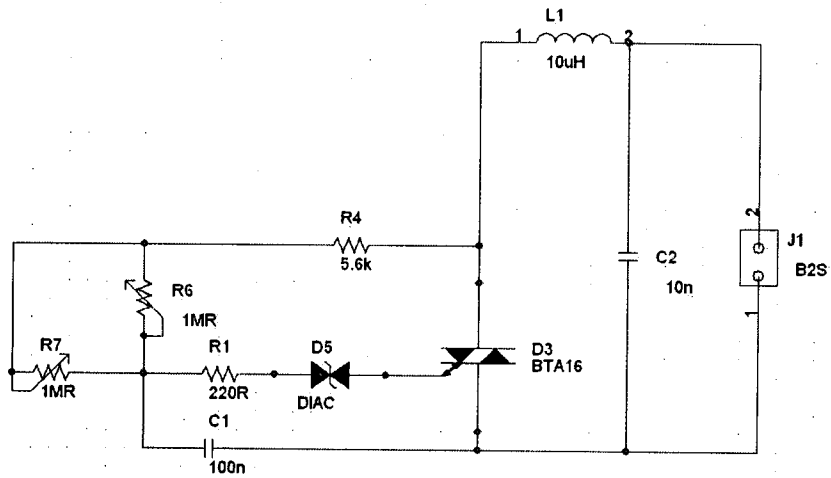 L1
1
2
10uH
R4
5.6k
2
J1
B2S
1
C2
10n
R6
1MR
R7
1MR
R1
220R
D5
DIAC
D3
BTA16
C1
100n